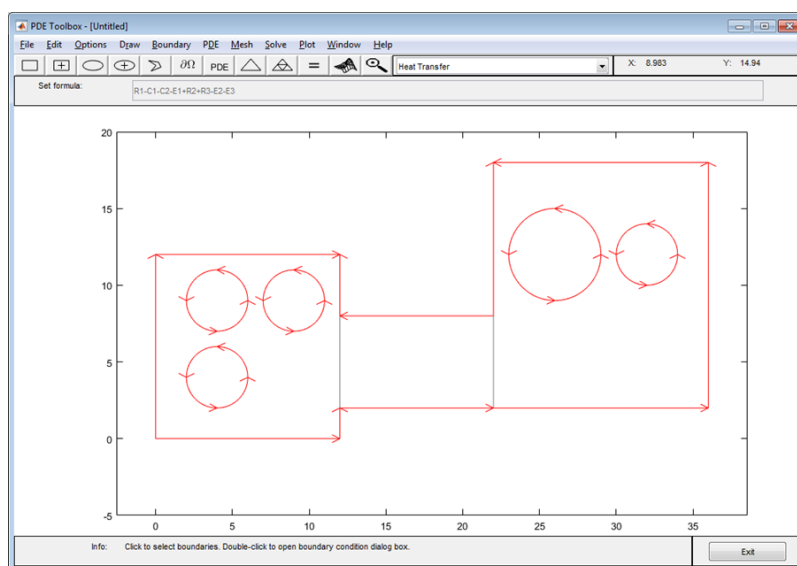 PDE Toolbox - [Untitled]
File Edit Options Draw Boundary PDE Mesh Solve Plot Window Help
∂Ω PDE = Heat Transfer X: 8.983 Y: 14.94
Set formula: R1-C1-C2-E1+R2+R3-E2-E3
20
15
10
5
0
-5
0 5 10 15 20 25 30 35
Info: Click to select boundaries. Double-click to open boundary condition dialog box. Exit